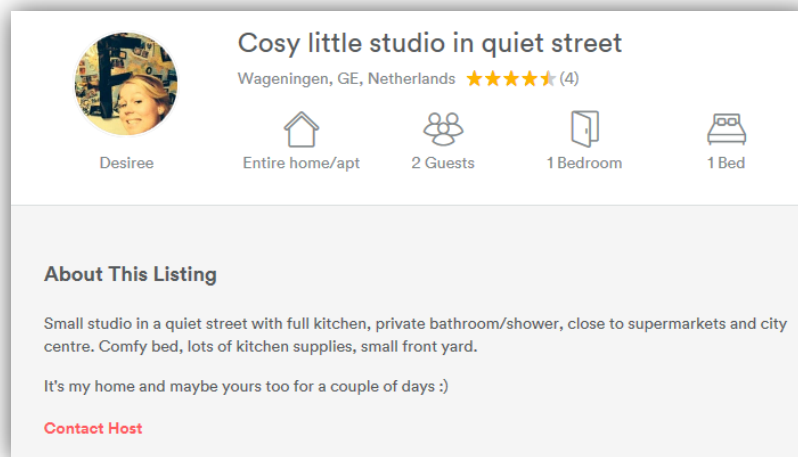 Cosy little studio in quiet street
Wageningen, GE, Netherlands (4)
Desiree
Entire home/apt
2 Guests
1 Bedroom
1 Bed
About This Listing
Small studio in a quiet street with full kitchen, private bathroom/shower, close to supermarkets and city
centre. Comfy bed, lots of kitchen supplies, small front yard.
It's my home and maybe yours too for a couple of days :)
Contact Host